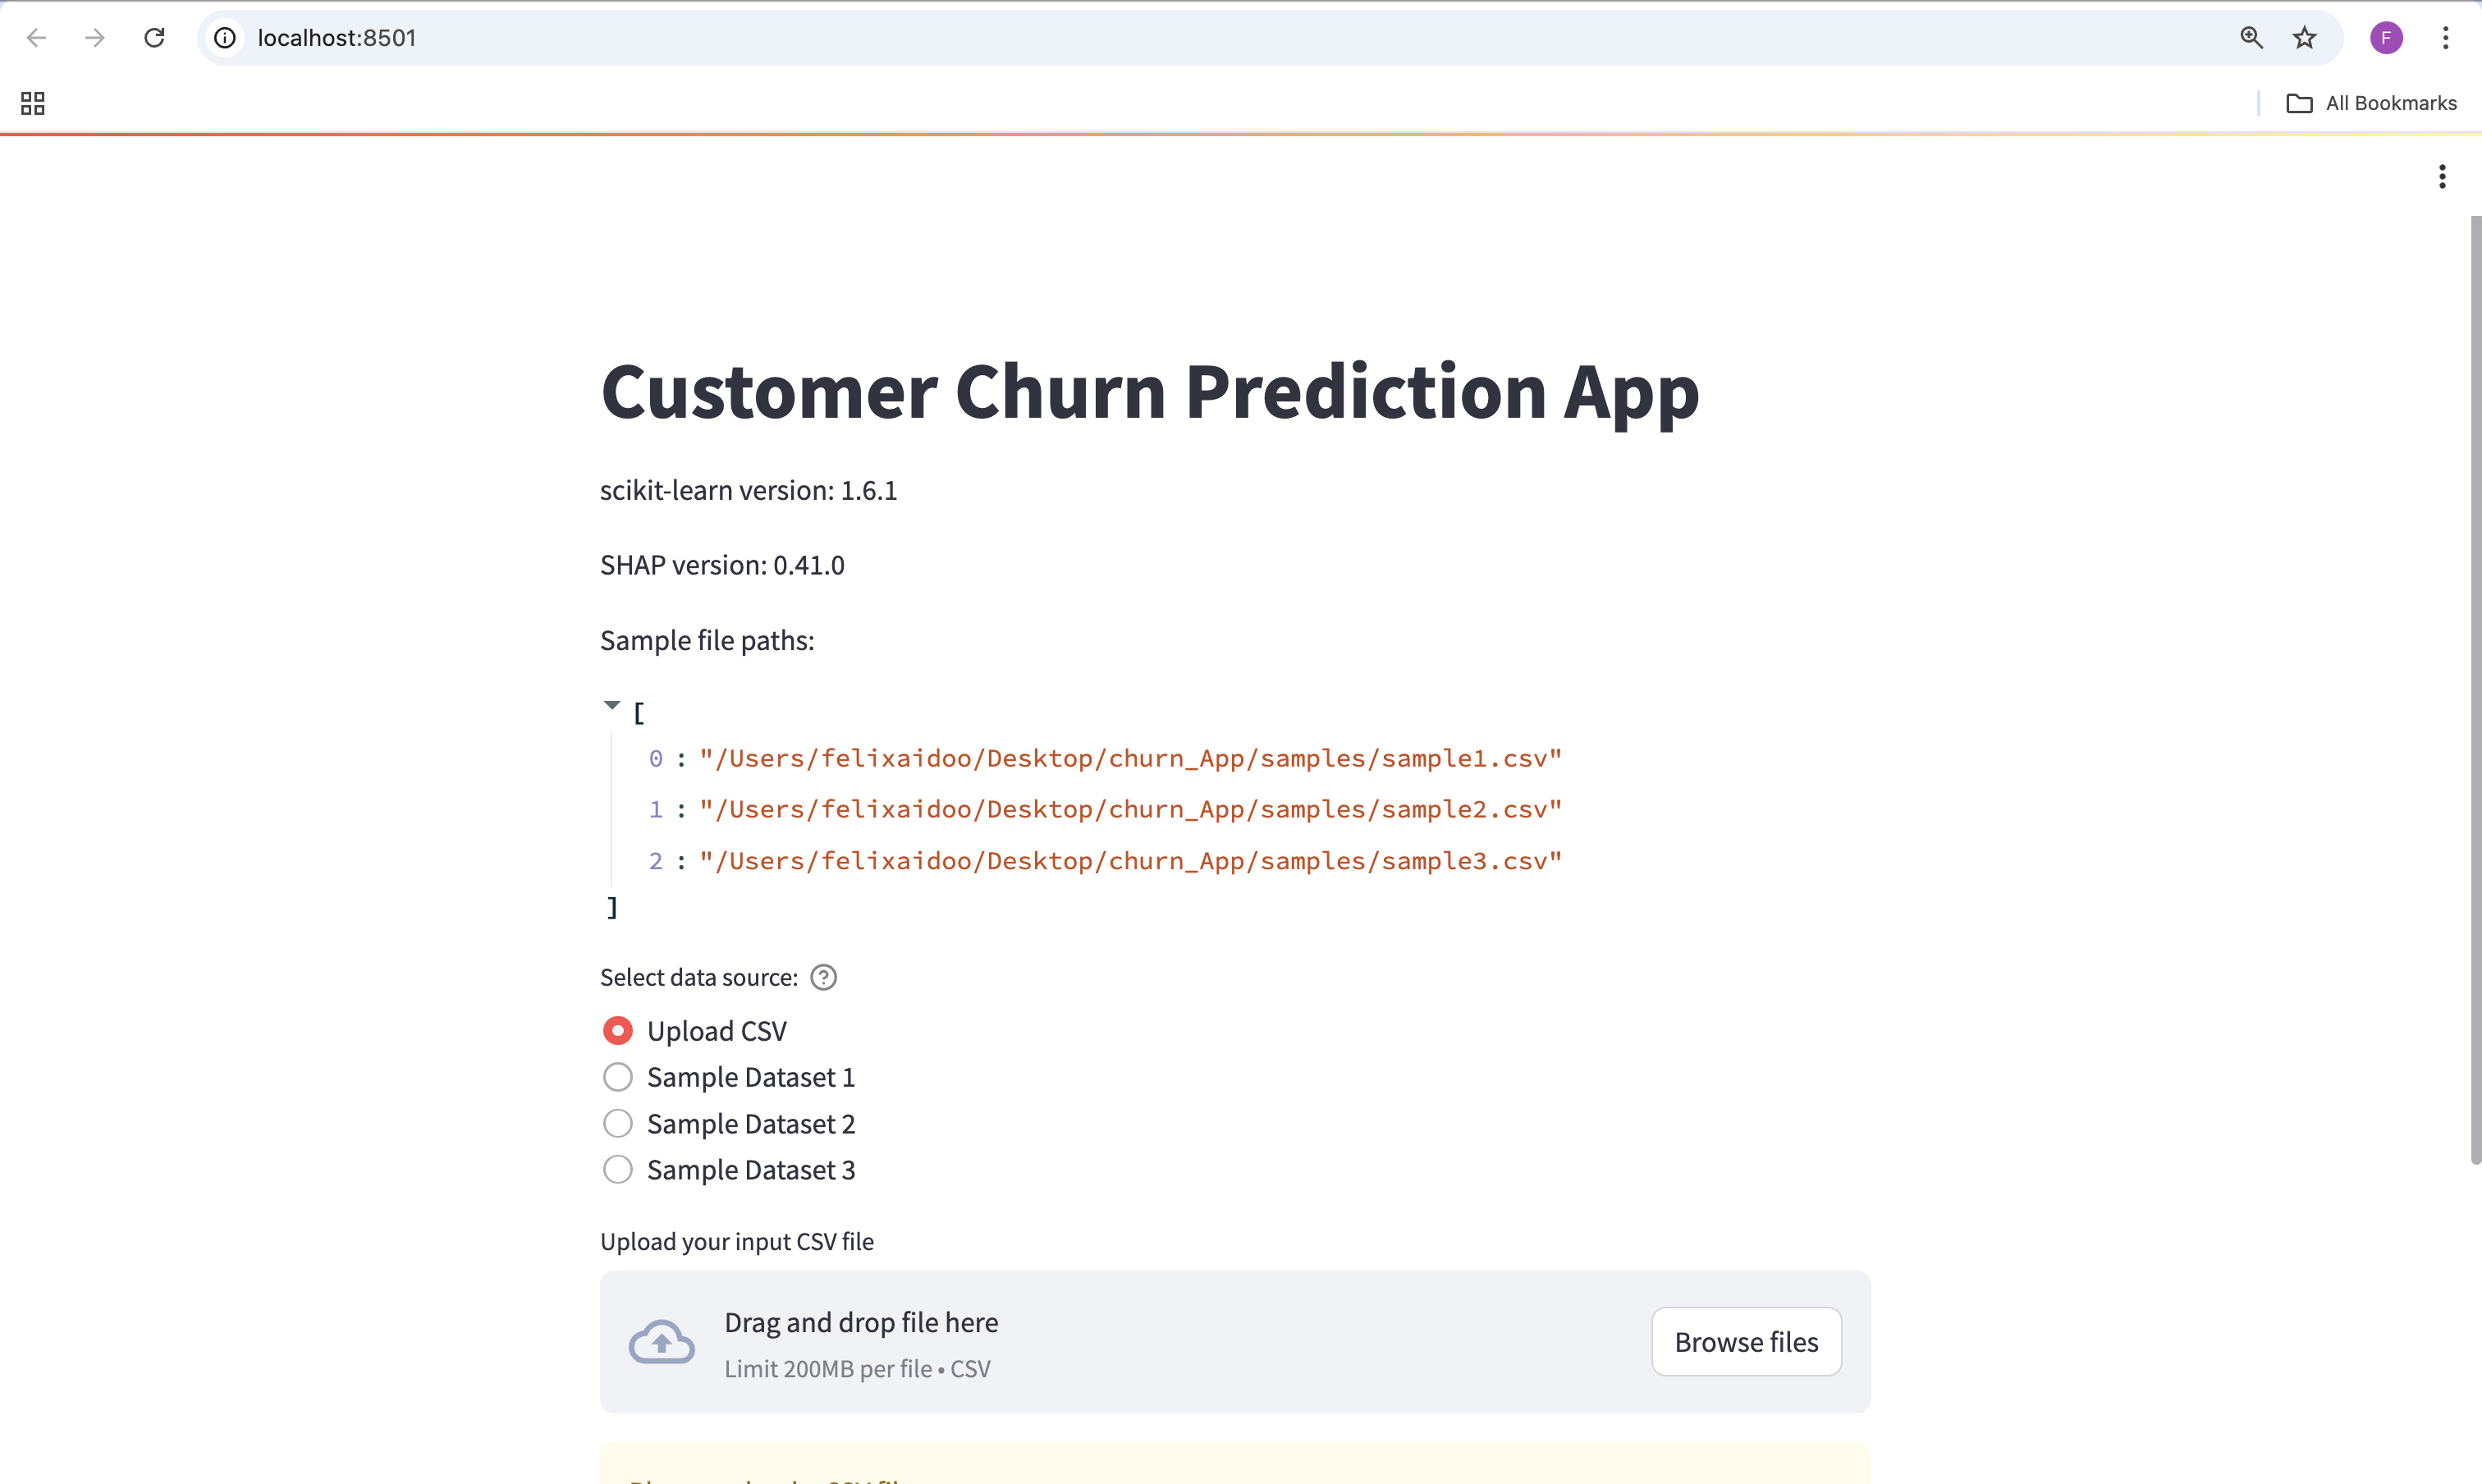 localhost:8501
F
All Bookmarks
Customer Churn Prediction App
scikit-learn version: 1.6.1
SHAP version: 0.41.0
Sample file paths:
[
0 : "/Users/felixaidoo/Desktop/churn_App/samples/sample1.csv"
1 : "/Users/felixaidoo/Desktop/churn_App/samples/sample2.csv"
2 : "/Users/felixaidoo/Desktop/churn_App/samples/sample3.csv"
]
Select data source:
Upload CSV
Sample Dataset 1
Sample Dataset 2
Sample Dataset 3
Upload your input CSV file
Drag and drop file here
Limit 200MB per file • CSV
Browse files